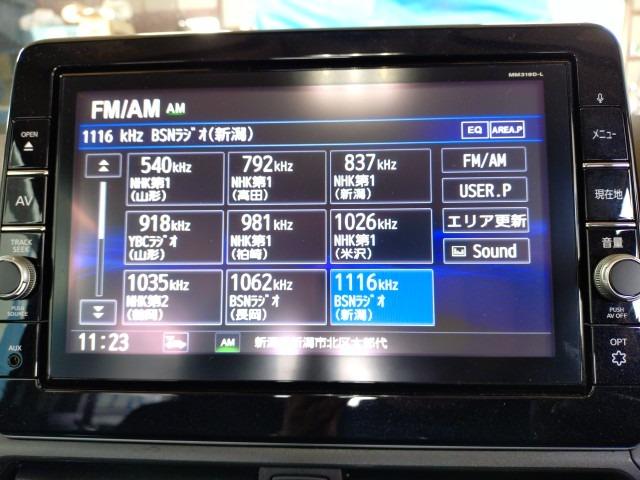 MM319D-L
FM/AM AM
1116 kHz BSNﾗｼﾞｵ(新潟)
EQ AREA.P
540kHz
NHK第1
(山形)
792kHz
NHK第1
(高田)
837kHz
NHK第1
(新潟)
918kHz
YBCﾗｼﾞｵ
(山形)
981kHz
NHK第1
(柏崎)
1026kHz
NHK第1
(米沢)
1035kHz
NHK第2
(鶴岡)
1062kHz
BSNﾗｼﾞｵ
(長岡)
1116kHz
BSNﾗｼﾞｵ
(新潟)
FM/AM
USER.P
エリア更新
Sound
11:23
AM
新潟県新潟市北区太郎代
OPEN
AV
TRACK
SEEK
PUSH
SOURCE
AUX
メニュー
現在地
音量
PUSH
AV OFF
OPT